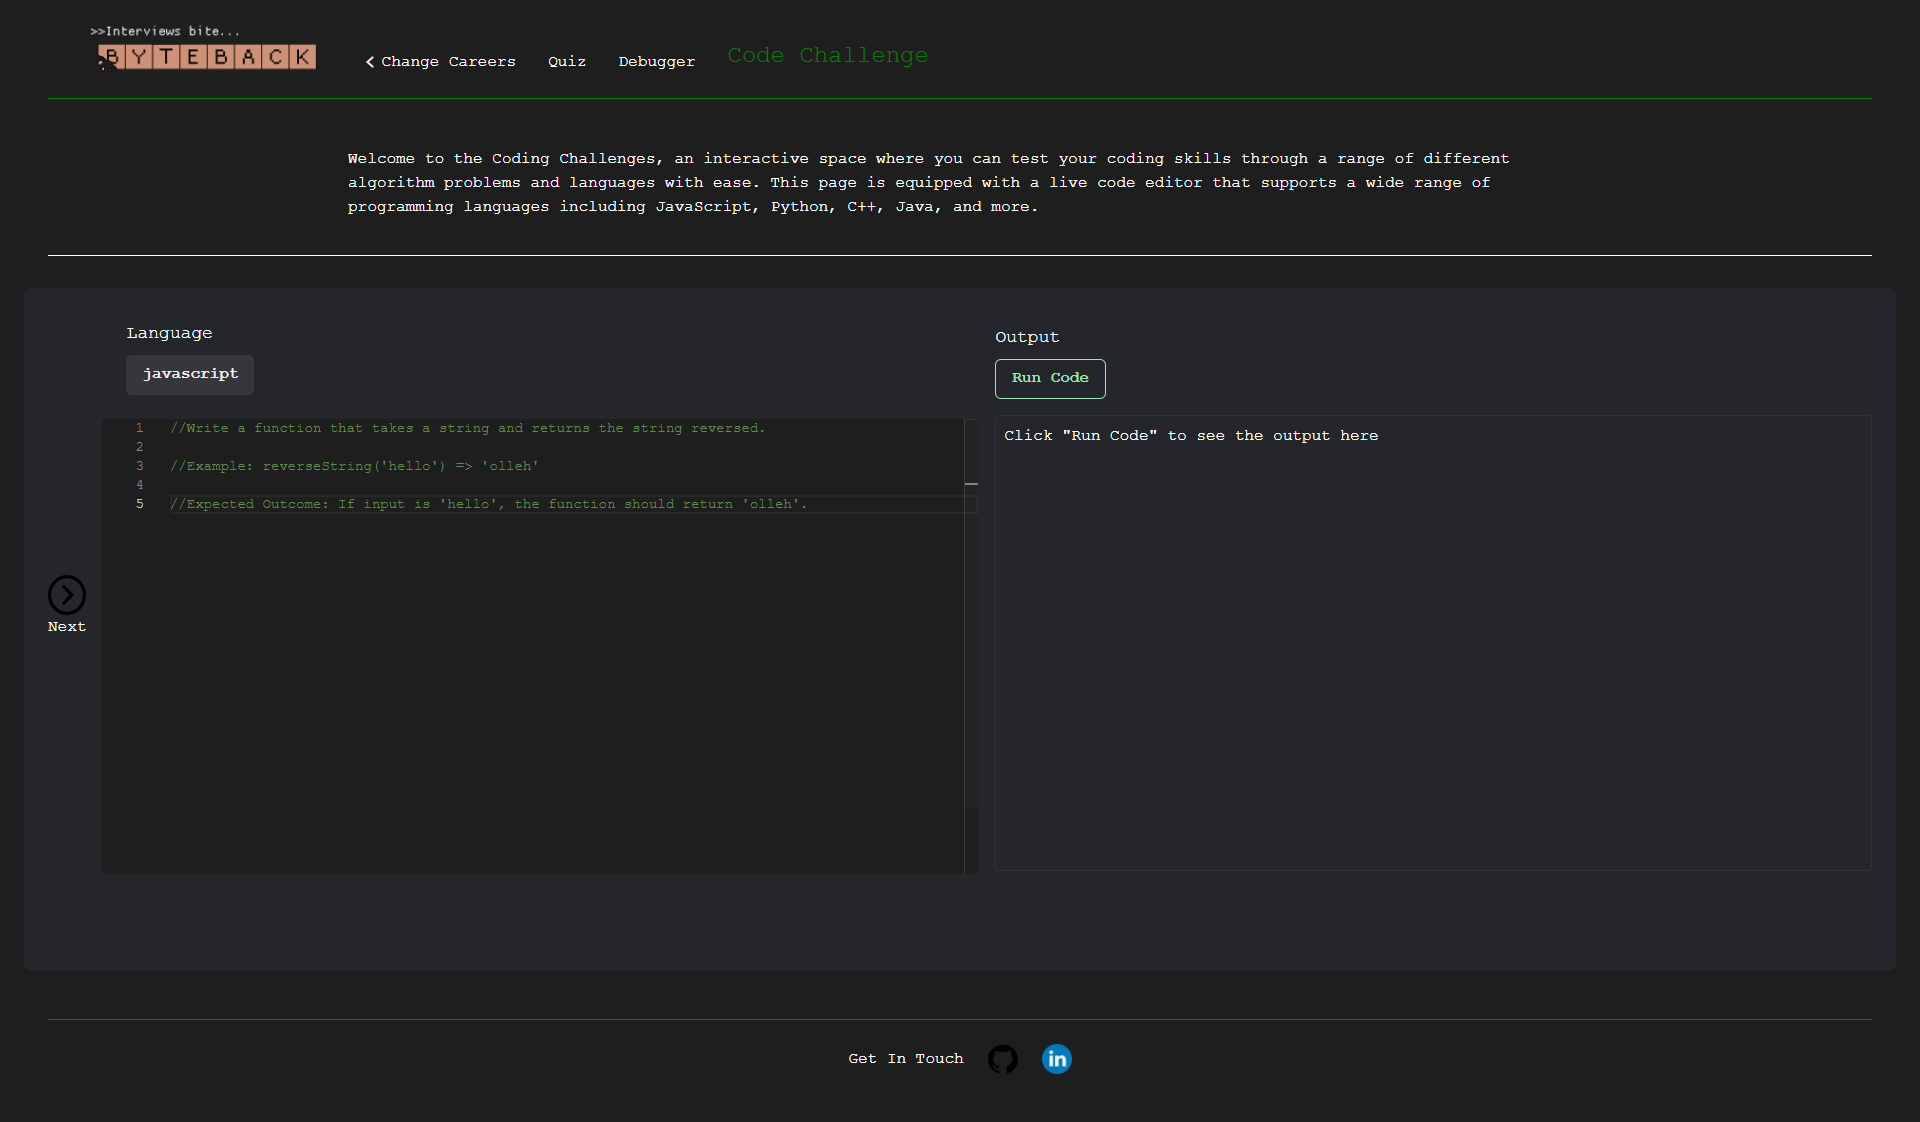 >>Interviews bite...
BYTEBACK
Change Careers
Quiz
Debugger
Code Challenge
Welcome to the Coding Challenges, an interactive space where you can test your coding skills through a range of different
algorithm problems and languages with ease. This page is equipped with a live code editor that supports a wide range of
programming languages including JavaScript, Python, C++, Java, and more.
Language
javascript
1 //Write a function that takes a string and returns the string reversed.
2
3 //Example: reverseString('hello') => 'olleh'
4
5 //Expected Outcome: If input is 'hello', the function should return 'olleh'.
Next
Output
Run Code
Click "Run Code" to see the output here
Get In Touch
in